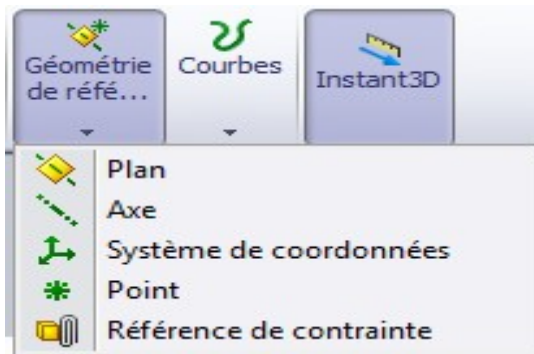 Géométrie
de réfé...
Courbes
Instant3D
Plan
Axe
Système de coordonnées
Point
Référence de contrainte